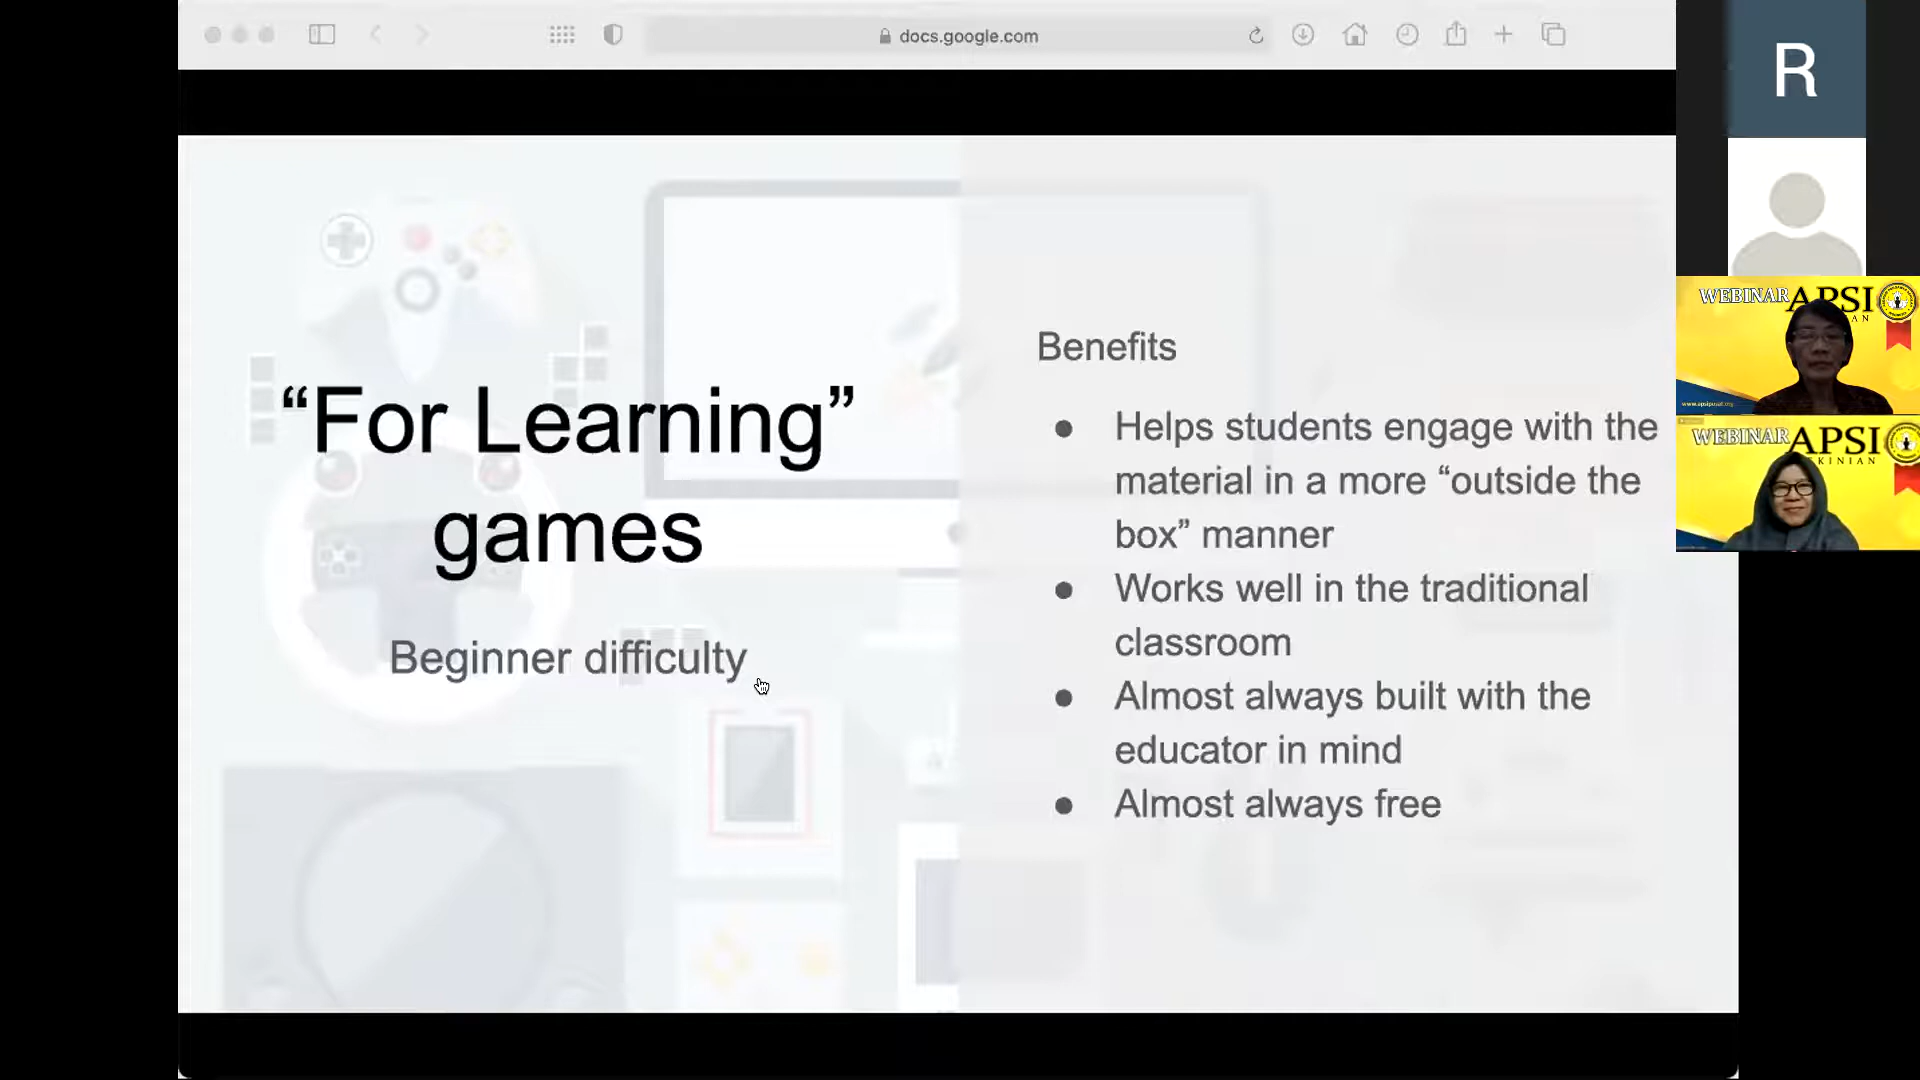 docs.google.com
R
“For Learning”
games
Beginner difficulty
Benefits
● Helps students engage with the
material in a more “outside the
box” manner
● Works well in the traditional
classroom
● Almost always built with the
educator in mind
● Almost always free
WEBINAR APSI
WEBINAR APSI
EKINIAN